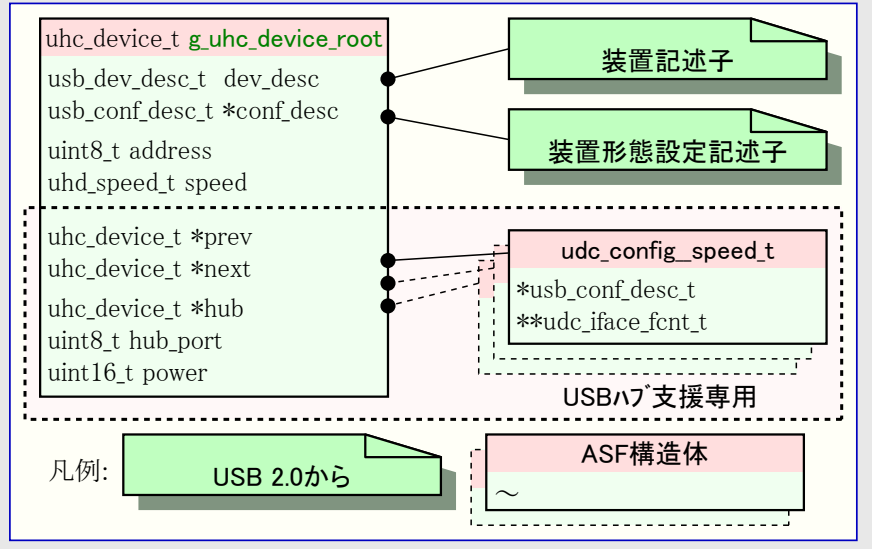 uhc_device_t g_uhc_device_root
usb_dev_desc_t dev_desc
usb_conf_desc_t *conf_desc
uint8_t address
uhd_speed_t speed
uhc_device_t *prev
uhc_device_t *next
uhc_device_t *hub
uint8_t hub_port
uint16_t power
装置記述子
装置形態設定記述子
udc_config_speed_t
*usb_conf_desc_t
**udc_iface_fcnt_t
USBハブ支援専用
凡例:
USB 2.0から
ASF構造体
～